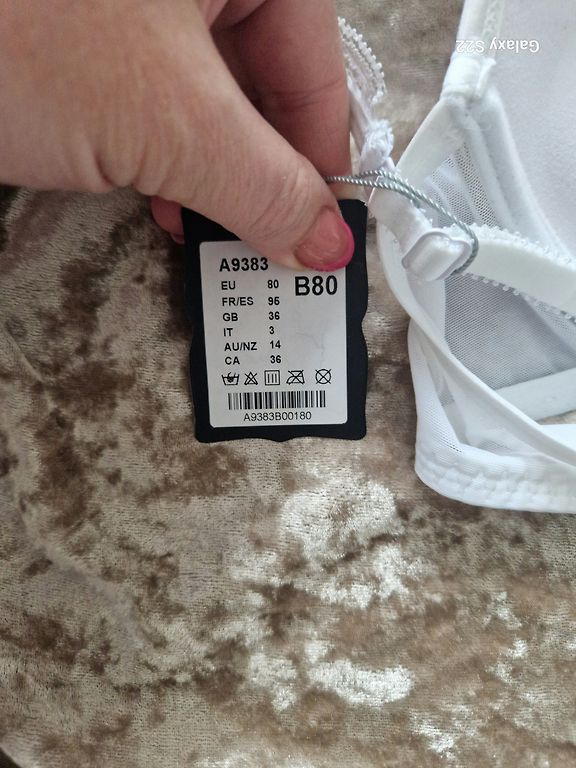 Galaxy S22
A9383
B80
EU 80
FR/ES 95
GB 36
IT 3
AU/NZ 14
CA 36
A9383B00180